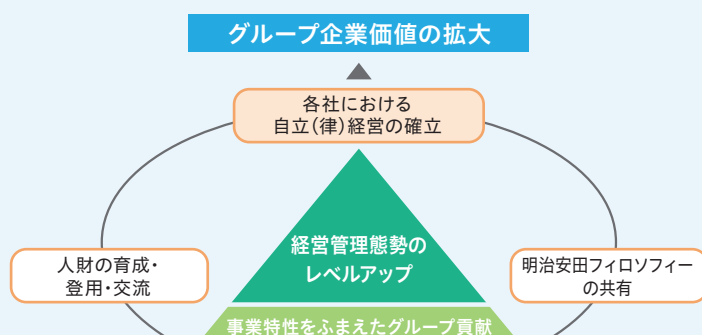 グループ企業価値の拡大
各社における
自立(律)経営の確立
経営管理態勢の
レベルアップ
人財の育成・
登用・交流
明治安田フィロソフィー
の共有
事業特性をふまえたグループ貢献